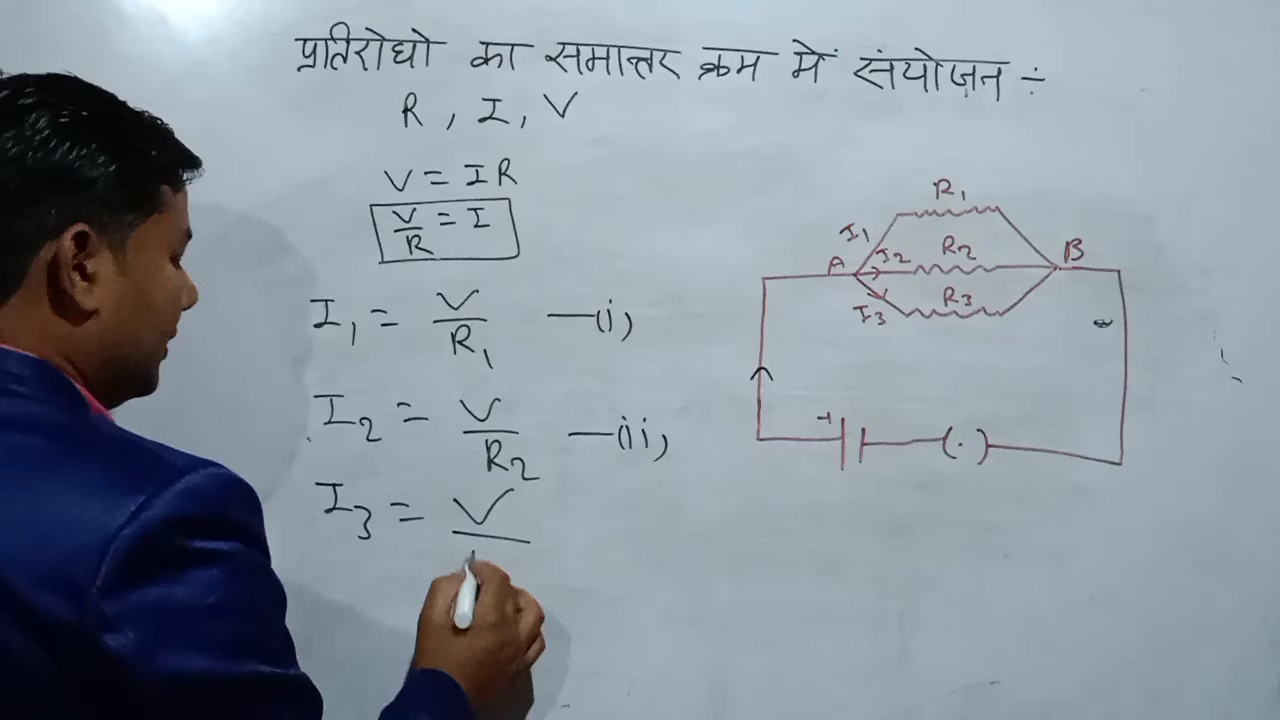 प्रतिरोधो का समान्तर क्रम में संयोजन ÷
R , I , V
V = IR
V/R = I
I₁ = V/R₁ —(i)
I₂ = V/R₂ —(ii)
I₃ = V
R₁
I₁
A I₂ R₂ B
I₃ R₃
+
(.)